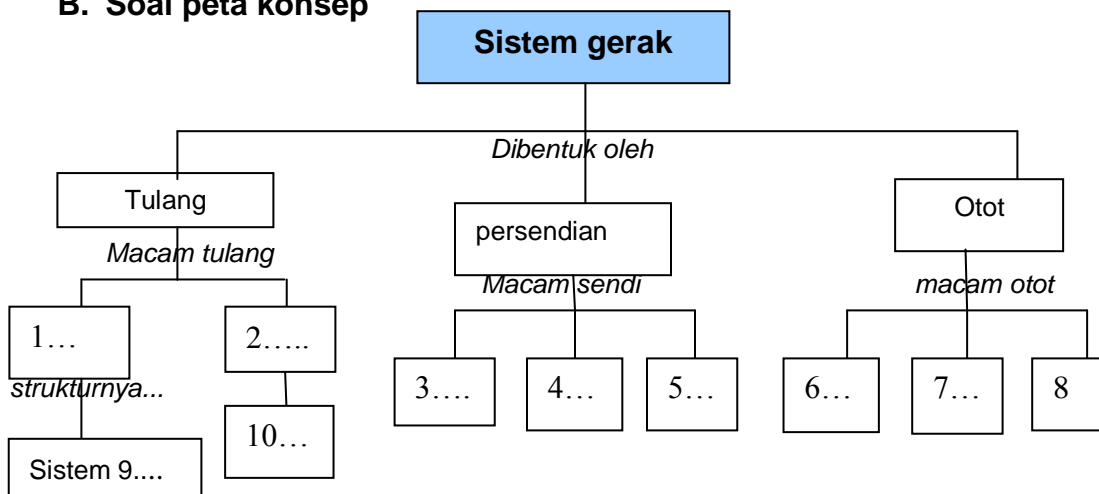 B. Soal peta konsep
Sistem gerak
Dibentuk oleh
Tulang
persendian
Otot
Macam tulang
Macam sendi
macam otot
1…
2…..
3….
4…
5…
6…
7…
8
strukturnya...
10…
Sistem 9....